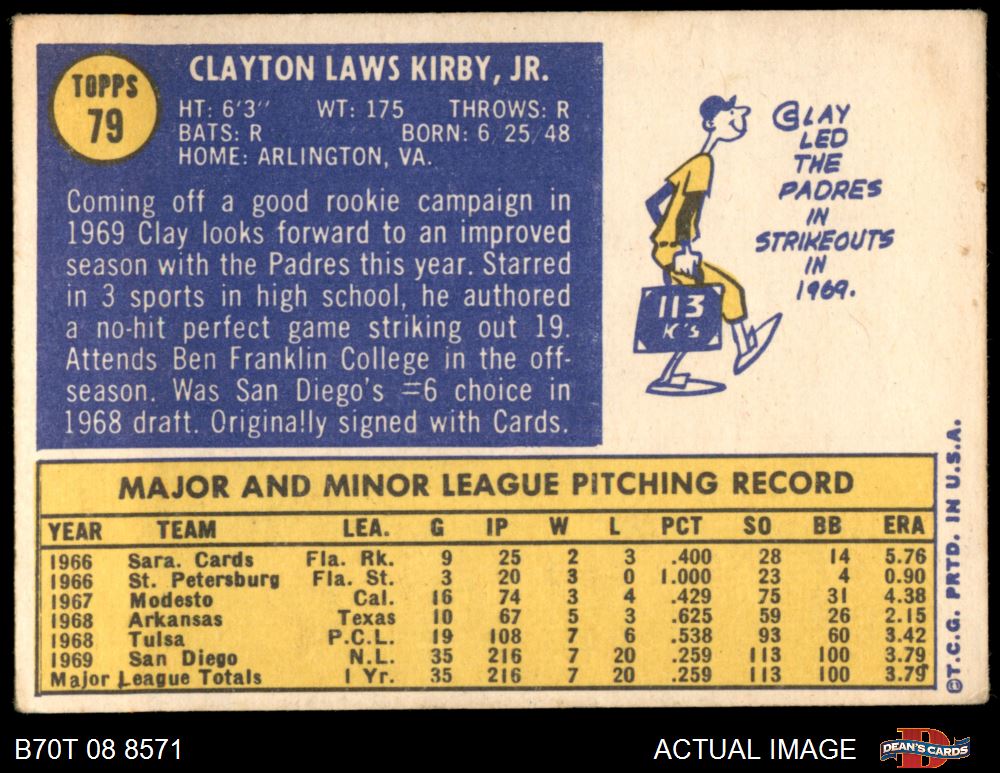 TOPPS
79
CLAYTON LAWS KIRBY, JR.
HT: 6'3" WT: 175 THROWS: R
BATS: R BORN: 6/25/48
HOME: ARLINGTON, VA.
Coming off a good rookie campaign in
1969 Clay looks forward to an improved
season with the Padres this year. Starred
in 3 sports in high school, he authored
a no-hit perfect game striking out 19.
Attends Ben Franklin College in the off-
season. Was San Diego's =6 choice in
1968 draft. Originally signed with Cards.
CLAY
LED
THE
PADRES
IN
STRIKEOUTS
IN
1969.
113
K's
MAJOR AND MINOR LEAGUE PITCHING RECORD
YEAR TEAM LEA. G IP W L PCT SO BB ERA
1966 Sara. Cards Fla. Rk. 9 25 2 3 .400 28 14 5.76
1966 St. Petersburg Fla. St. 3 20 3 0 1.000 23 4 0.90
1967 Modesto Cal. 16 74 3 4 .429 75 31 4.38
1968 Arkansas Texas 10 67 5 3 .625 59 26 2.15
1968 Tulsa P.C.L. 19 108 7 6 .538 93 60 3.42
1969 San Diego N.L. 35 216 7 20 .259 113 100 3.79
Major League Totals 1 Yr. 35 216 7 20 .259 113 100 3.79
©T.C.G. PRTD. IN U.S.A.
B70T 08 8571
ACTUAL IMAGE
D
DEAN'S CARDS